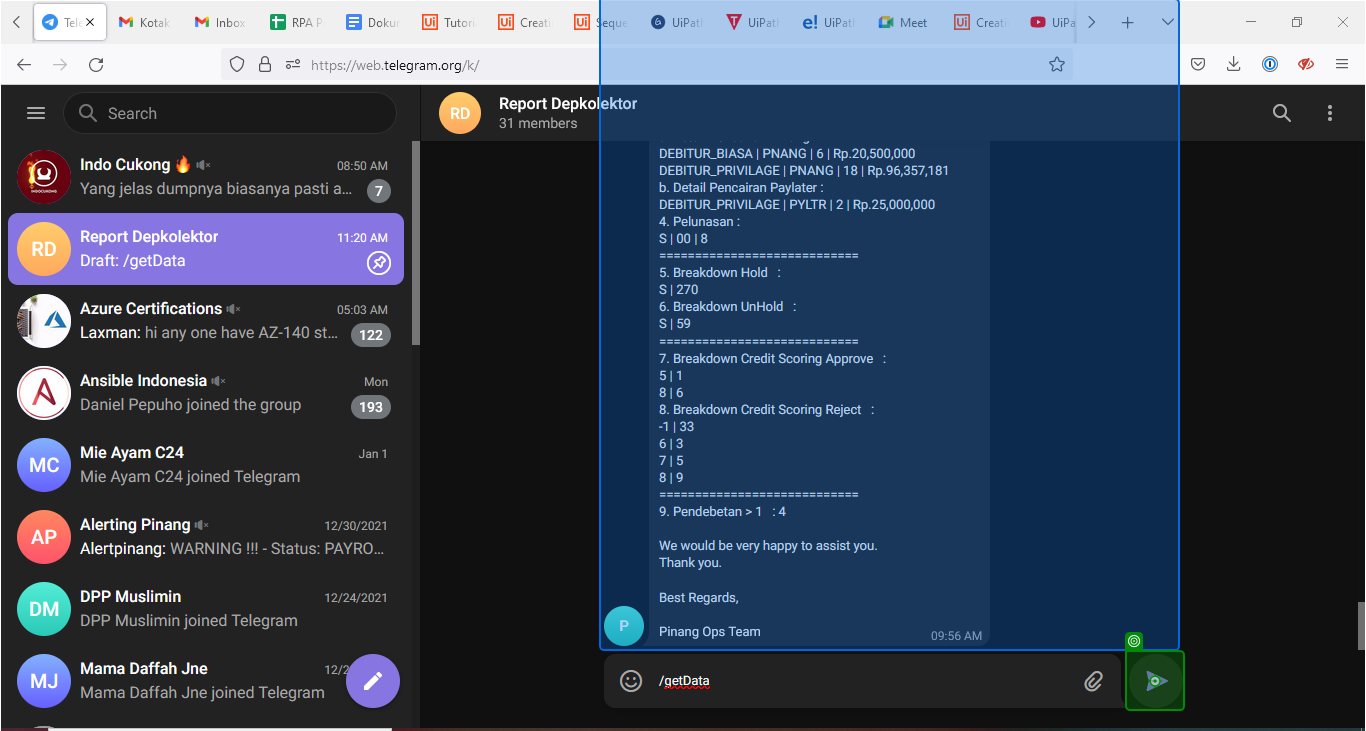 Tele
Kotak
Inbox
RPA P
Dokur
Tutori
Creatin
Seque
UiPath
UiPath
UiPath
Meet
Creati
UiPa
https://web.telegram.org/k/
Search
Indo Cukong 08:50 AM
Yang jelas dumpnya biasanya pasti a... 7
RD
Report Depkolektor 11:20 AM
Draft: /getData
Azure Certifications 05:03 AM
Laxman: hi any one have AZ-140 st... 122
Ansible Indonesia Mon
Daniel Pepuho joined the group 193
MC
Mie Ayam C24 Jan 1
Mie Ayam C24 joined Telegram
AP
Alerting Pinang 12/30/2021
Alertpinang: WARNING !!! - Status: PAYRO...
DM
DPP Muslimin 12/24/2021
DPP Muslimin joined Telegram
MJ
Mama Daffah Jne 12/2
Mama Daffah Jne joined Telegram
RD
Report Depkolektor
31 members
DEBITUR_BIASA | PNANG | 6 | Rp.20,500,000
DEBITUR_PRIVILAGE | PNANG | 18 | Rp.96,357,181
b. Detail Pencairan Paylater :
DEBITUR_PRIVILAGE | PYLTR | 2 | Rp.25,000,000
4. Pelunasan :
S | 00 | 8
============================
5. Breakdown Hold :
S | 270
6. Breakdown UnHold :
S | 59
============================
7. Breakdown Credit Scoring Approve :
5 | 1
8 | 6
8. Breakdown Credit Scoring Reject :
-1 | 33
6 | 3
7 | 5
8 | 9
============================
9. Pendebetan > 1 : 4
We would be very happy to assist you.
Thank you.
Best Regards,
Pinang Ops Team
09:56 AM
P
/getData